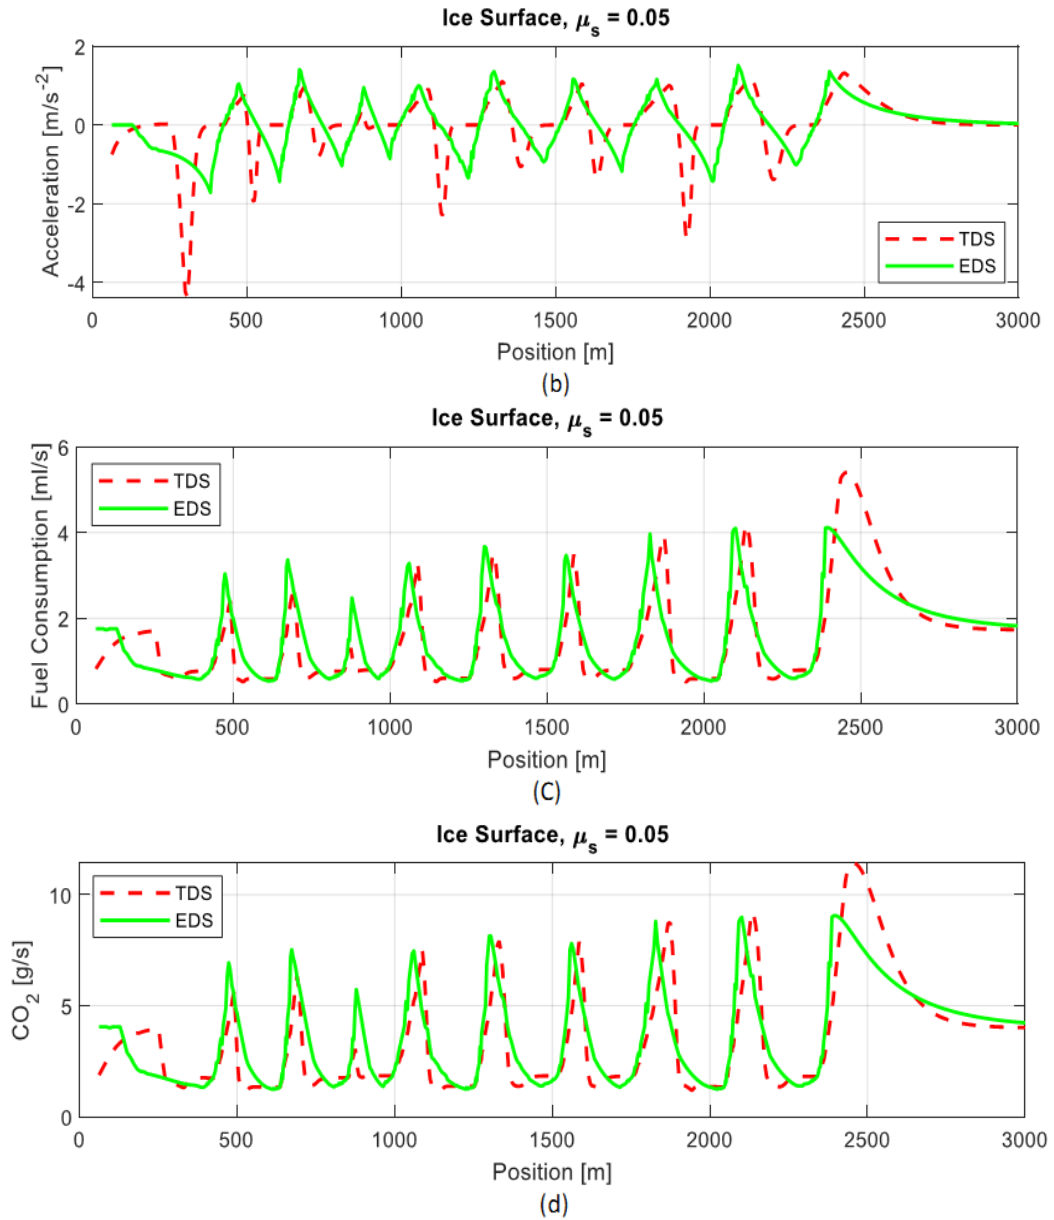 Ice Surface, μs = 0.05
Acceleration [m/s-2]
2
0
-2
-4
TDS
EDS
0 500 1000 1500 2000 2500 3000
Position [m]
(b)
Ice Surface, μs = 0.05
Fuel Consumption [ml/s]
6
4
2
0
TDS
EDS
0 500 1000 1500 2000 2500 3000
Position [m]
(C)
Ice Surface, μs = 0.05
CO2 [g/s]
10
5
0
TDS
EDS
0 500 1000 1500 2000 2500 3000
Position [m]
(d)